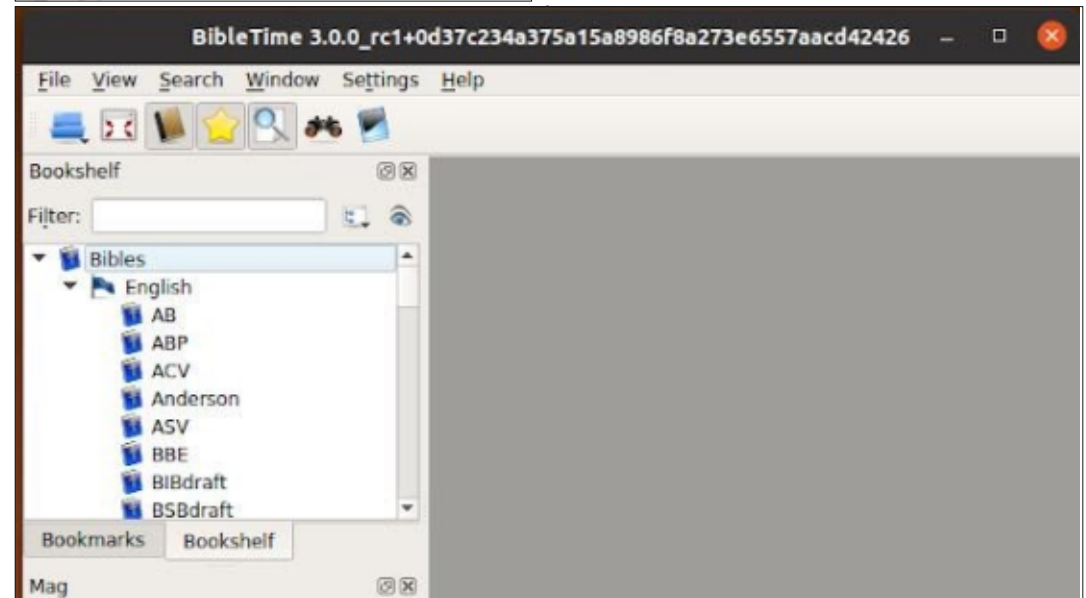 BibleTime 3.0.0_rc1+0d37c234a375a15a8986f8a273e6557aacd42426
File View Search Window Settings Help
Bookshelf
Filter:
Bibles
English
AB
ABP
ACV
Anderson
ASV
BBE
BIBdraft
BSBdraft
Bookmarks Bookshelf
Mag